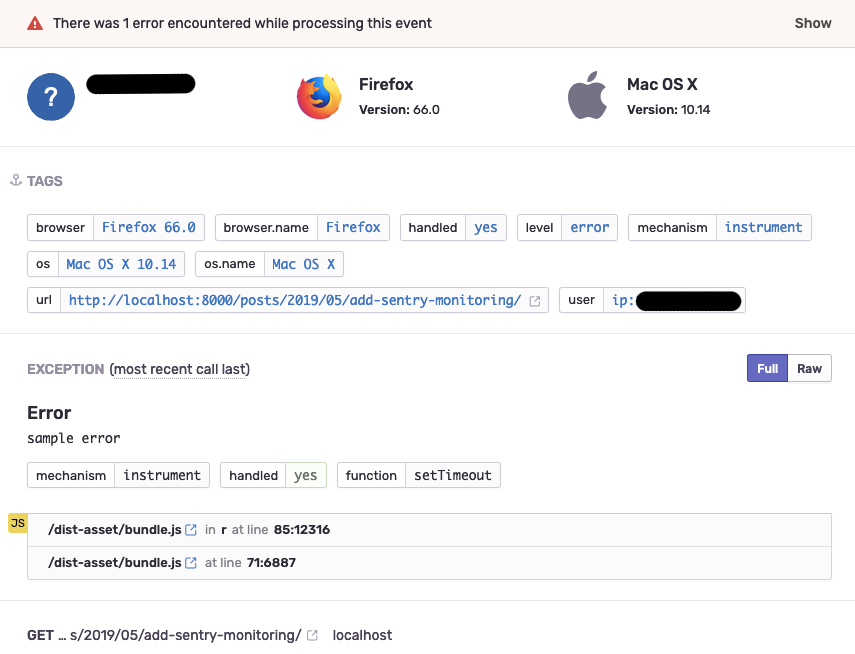 There was 1 error encountered while processing this event Show
?
Firefox Mac OS X
Version: 66.0 Version: 10.14
TAGS
browser Firefox 66.0 browser.name Firefox handled yes level error mechanism instrument
os Mac OS X 10.14 os.name Mac OS X
url http://localhost:8000/posts/2019/05/add-sentry-monitoring/ user ip:
EXCEPTION (most recent call last) Full Raw
Error
sample error
mechanism instrument handled yes function setTimeout
JS /dist-asset/bundle.js in r at line 85:12316
/dist-asset/bundle.js at line 71:6887
GET … s/2019/05/add-sentry-monitoring/ localhost